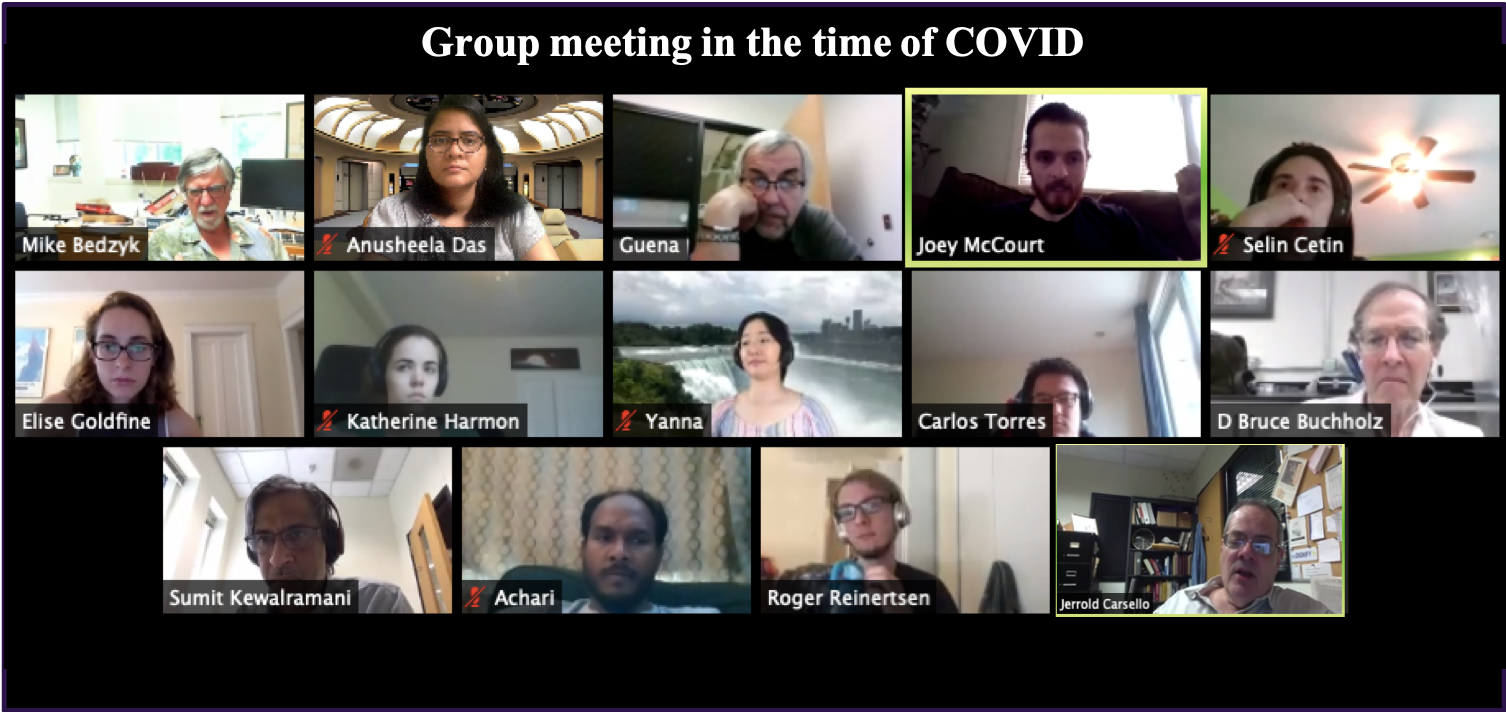 Group meeting in the time of COVID
Mike Bedzyk
Anusheela Das
Guena
Joey McCourt
Selin Cetin
Elise Goldfine
Katherine Harmon
Yanna
Carlos Torres
D Bruce Buchholz
Sumit Kewalramani
Achari
Roger Reinertsen
Jerrold Carsello